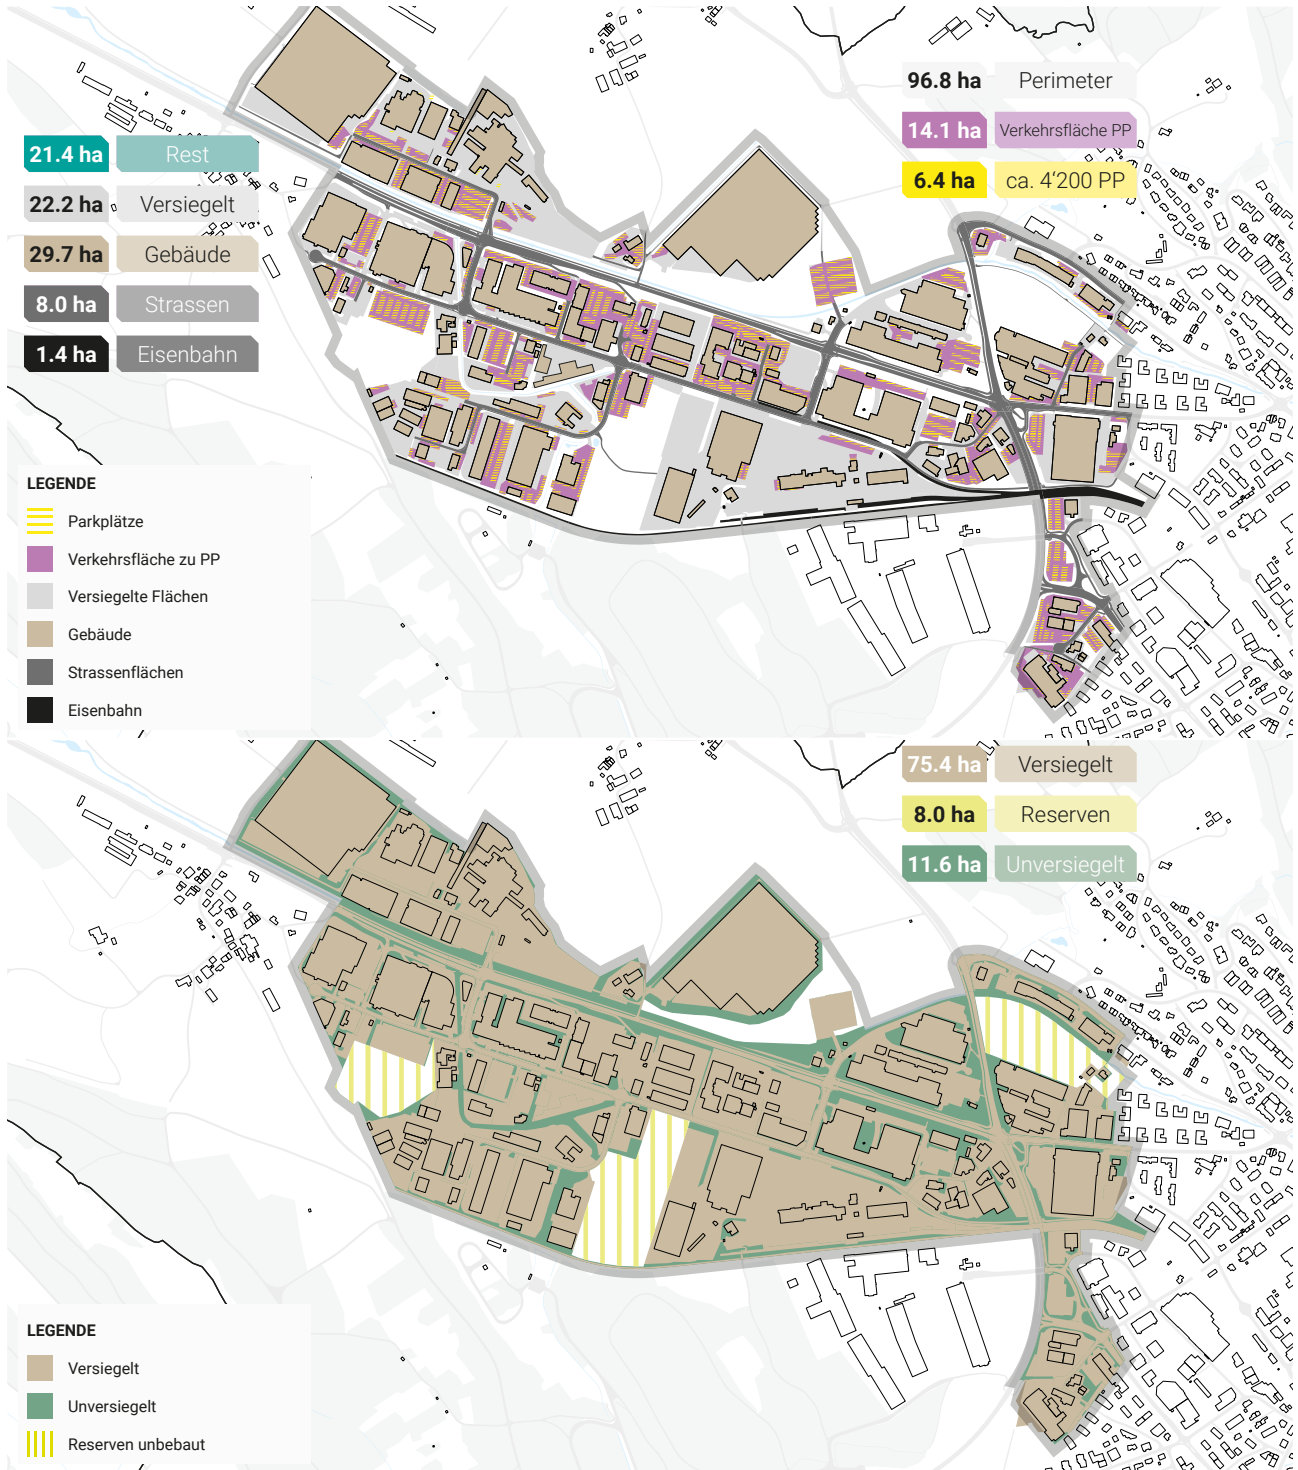 96.8 ha Perimeter
14.1 ha Verkehrsfläche PP
6.4 ha ca. 4'200 PP
21.4 ha Rest
22.2 ha Versiegelt
29.7 ha Gebäude
8.0 ha Strassen
1.4 ha Eisenbahn
LEGENDE
Parkplätze
Verkehrsfläche zu PP
Versiegelte Flächen
Gebäude
Strassenflächen
Eisenbahn
75.4 ha Versiegelt
8.0 ha Reserven
11.6 ha Unversiegelt
LEGENDE
Versiegelt
Unversiegelt
Reserven unbebaut